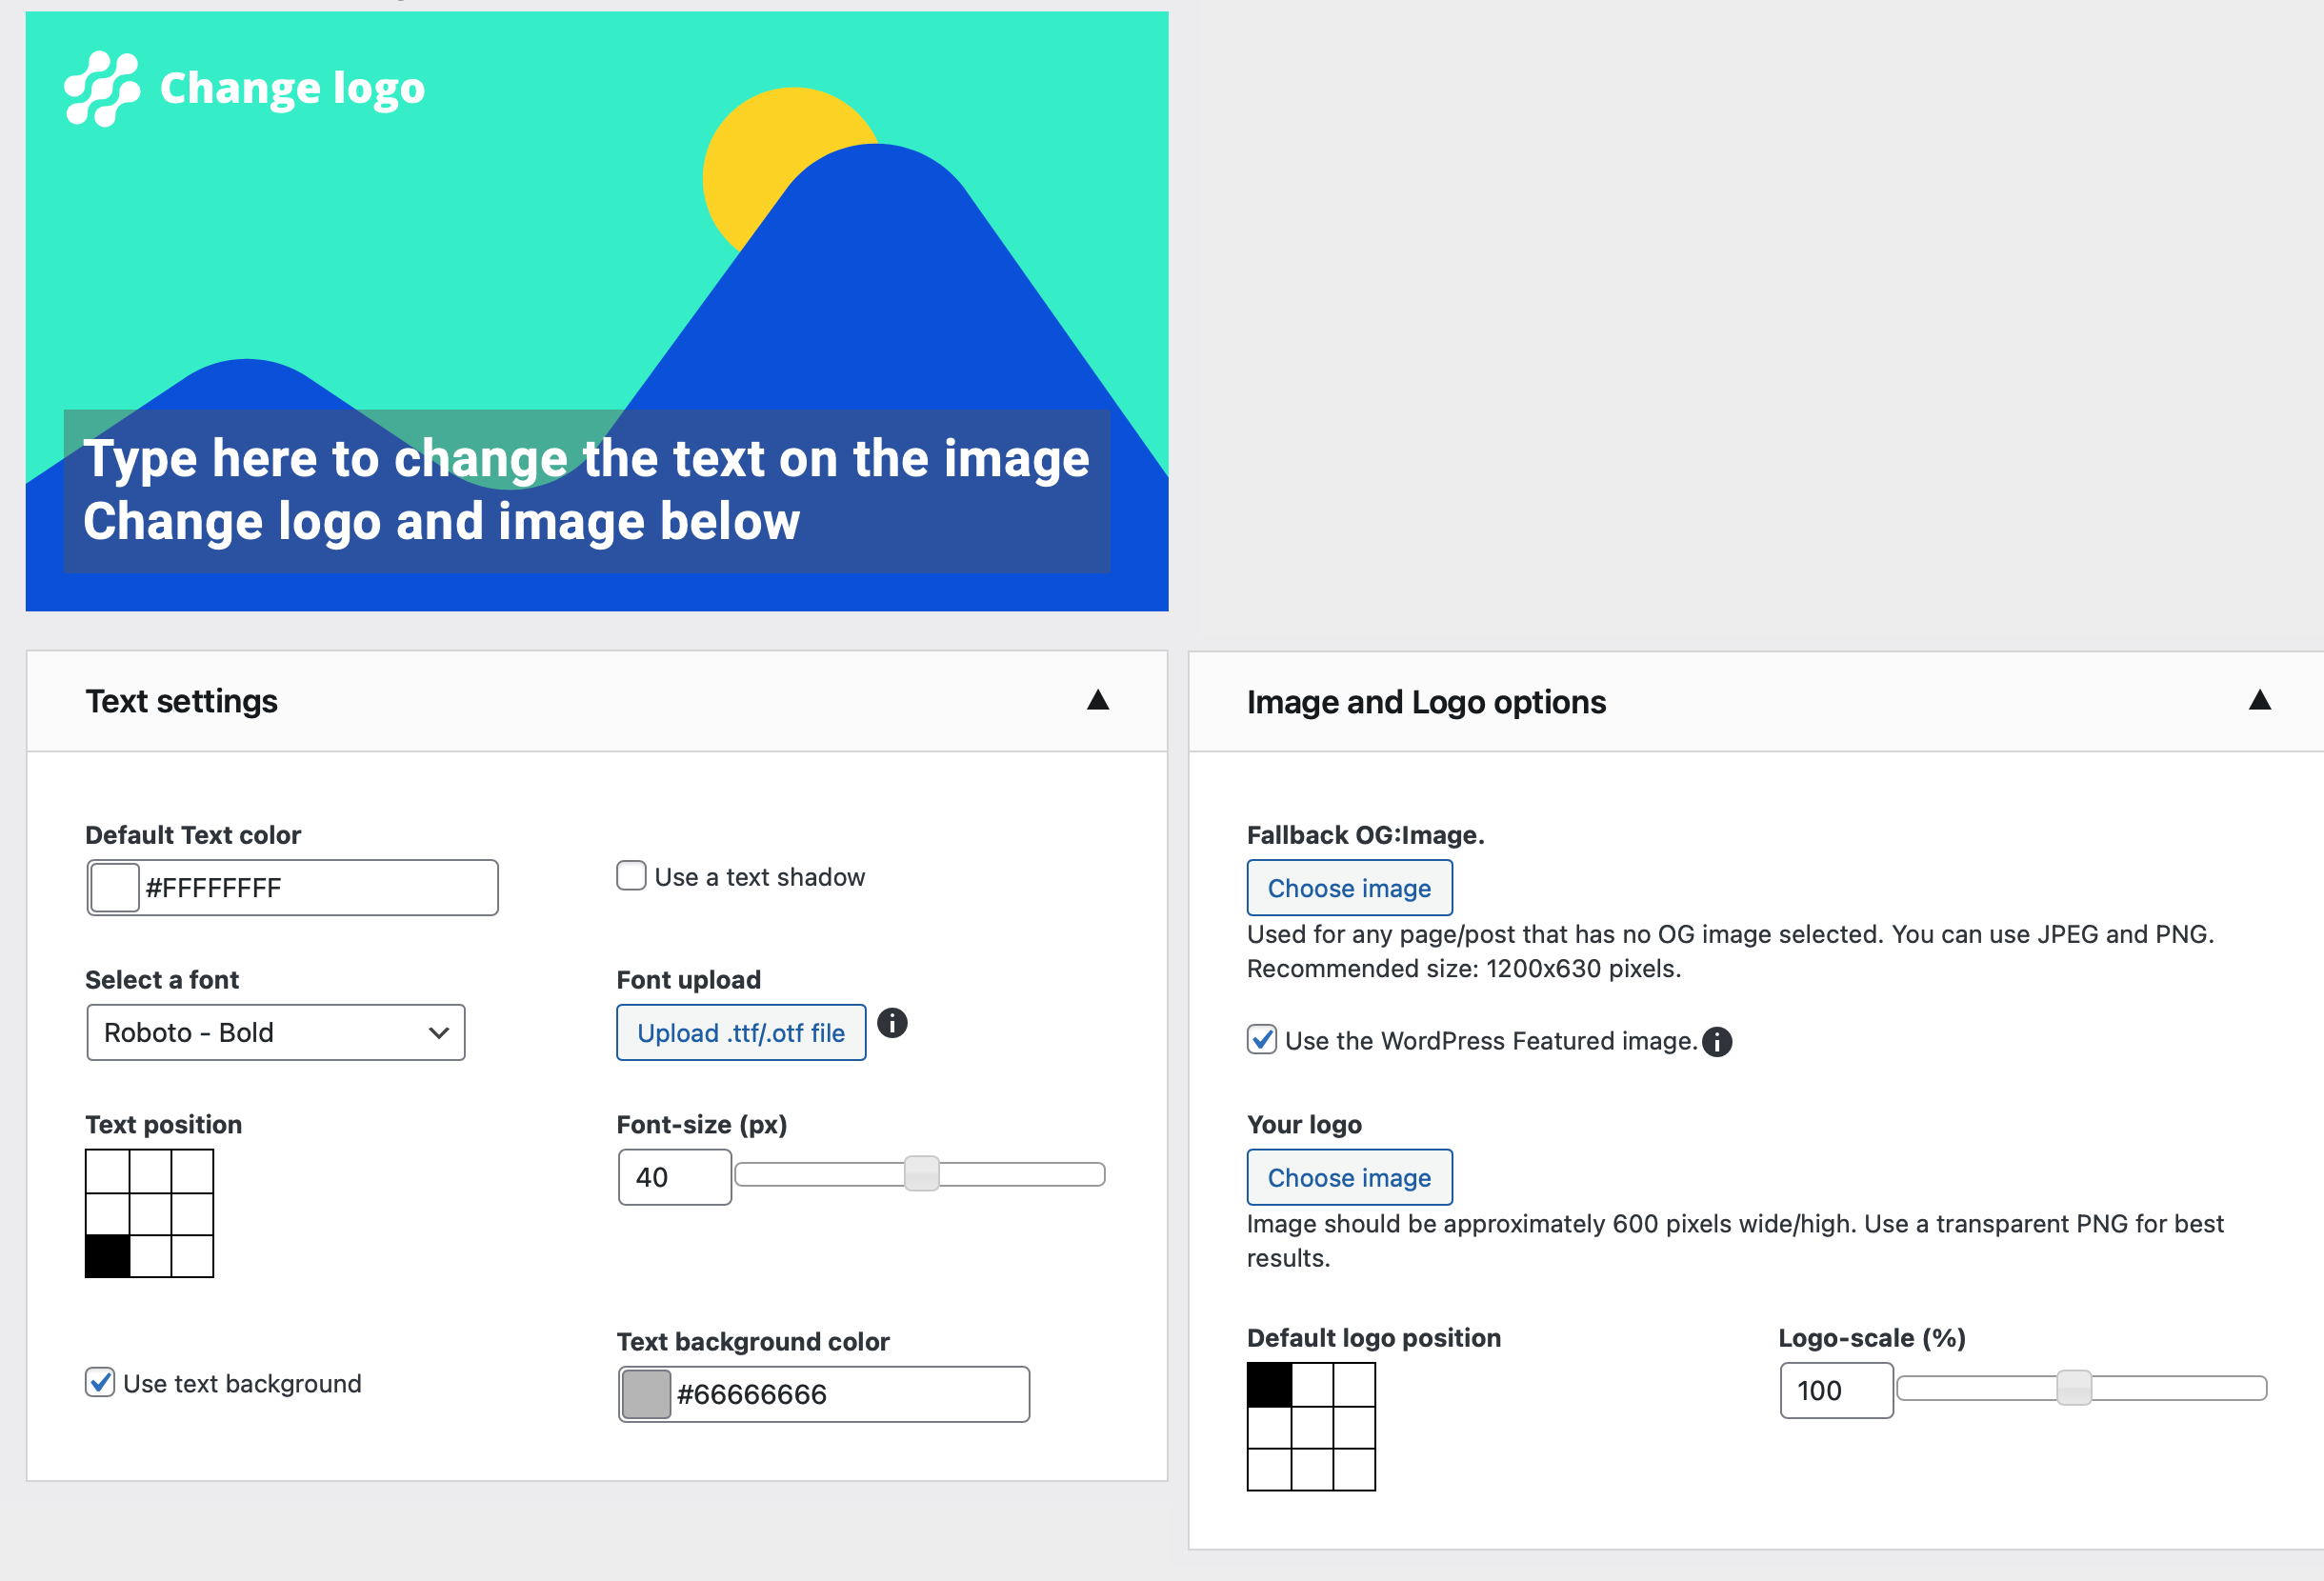 Change logo
Type here to change the text on the image
Change logo and image below
Text settings
Default Text color
#FFFFFFFF
Use a text shadow
Select a font
Roboto - Bold
Font upload
Upload .ttf/.otf file
Text position
Font-size (px)
40
Use text background
Text background color
#66666666
Image and Logo options
Fallback OG:Image.
Choose image
Used for any page/post that has no OG image selected. You can use JPEG and PNG.
Recommended size: 1200x630 pixels.
Use the WordPress Featured image.
Your logo
Choose image
Image should be approximately 600 pixels wide/high. Use a transparent PNG for best
results.
Default logo position
Logo-scale (%)
100